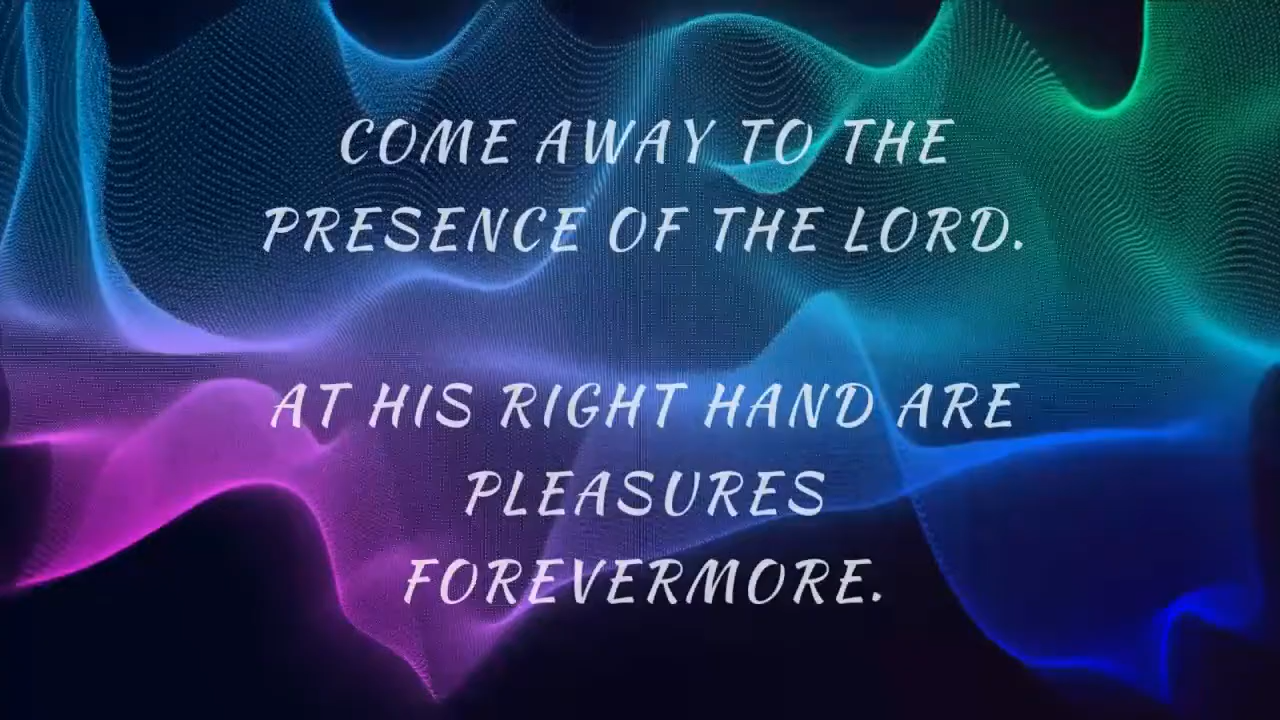 COME AWAY TO THE
PRESENCE OF THE LORD.
AT HIS RIGHT HAND ARE
PLEASURES
FOREVERMORE.